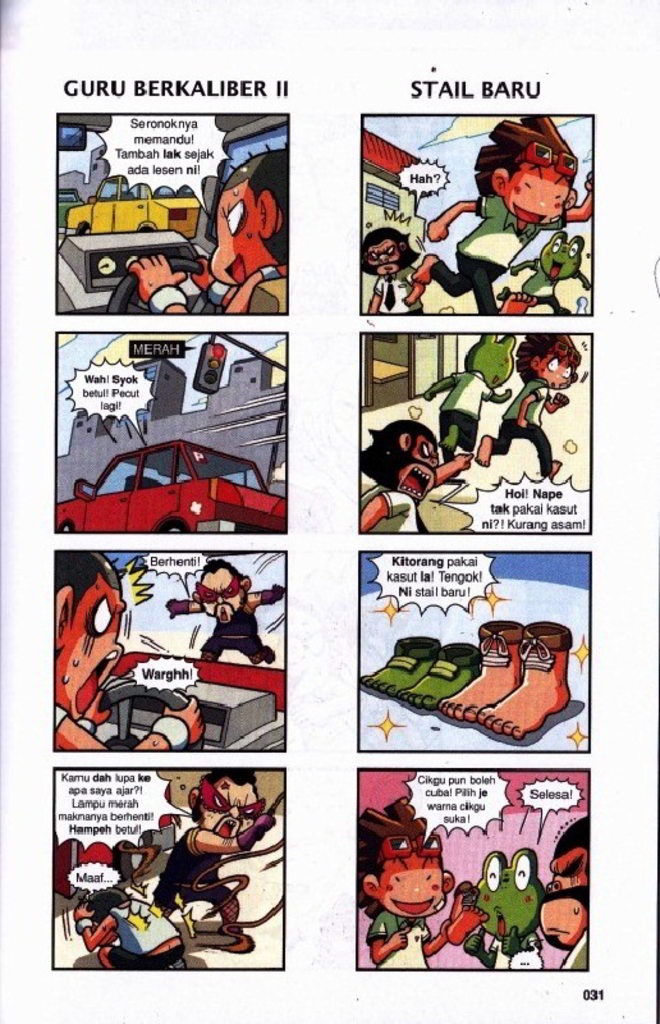 GURU BERKALIBER II
Seronoknya
memandu!
Tambah lak sejak
ada lesen ni!
MERAH
Wah! Syok
betul! Pecut
lagi!
P
Berhenti!
Warghh!
Kamu dah lupa ke
apa saya ajar?!
Lampu merah
maknanya berhenti!
Hampeh betul!
Maaf...
STAIL BARU
Hah?
Hoi! Nape
tak pakai kasut
ni?! Kurang asam!
Kitorang pakai
kasut la! Tengok!
Ni stail baru!
Cikgu pun boleh
cuba! Pilih je
warna cikgu
suka!
Selesa!
...
031